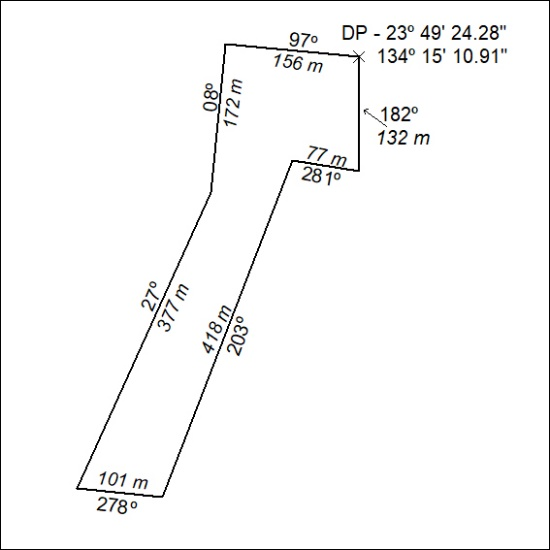 DP - 23º 49' 24.28"
134º 15' 10.91"
97º
156 m
08º
172 m
182º
132 m
77 m
281º
27º
377 m
418 m
203º
101 m
278º